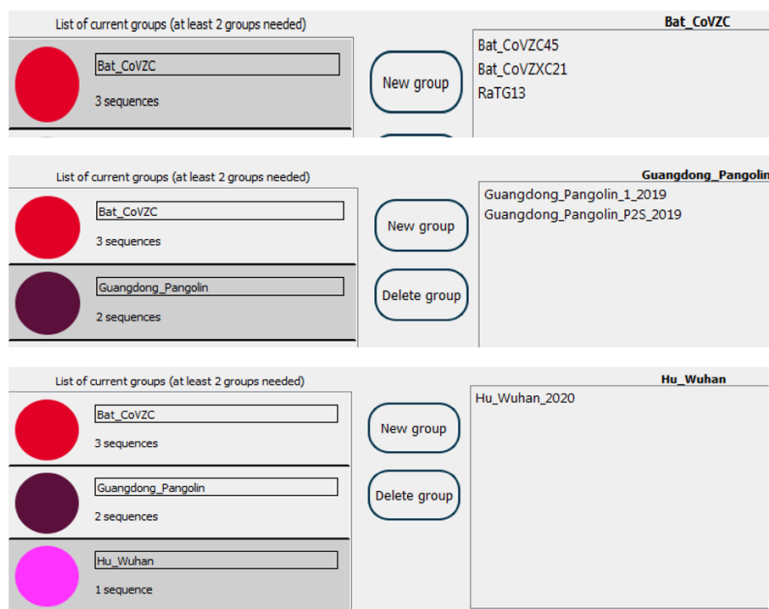 List of current groups (at least 2 groups needed)
Bat_CoVZC
Bat_CoVZC
3 sequences
New group
Bat_CoVZC45
Bat_CoVZXC21
RaTG13
List of current groups (at least 2 groups needed)
Guangdong_Pangolin
Bat_CoVZC
3 sequences
Guangdong_Pangolin
2 sequences
New group
Delete group
Guangdong_Pangolin_1_2019
Guangdong_Pangolin_P2S_2019
List of current groups (at least 2 groups needed)
Hu_Wuhan
Bat_CoVZC
3 sequences
Guangdong_Pangolin
2 sequences
Hu_Wuhan
1 sequence
New group
Delete group
Hu_Wuhan_2020